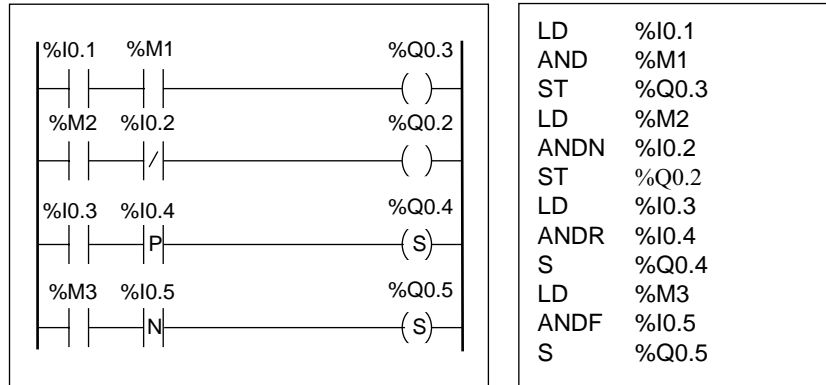 %I0.1 %M1 %Q0.3
%M2 %I0.2 %Q0.2
/
%I0.3 %I0.4 %Q0.4
P S
%M3 %I0.5 %Q0.5
N S
LD %I0.1
AND %M1
ST %Q0.3
LD %M2
ANDN %I0.2
ST %Q0.2
LD %I0.3
ANDR %I0.4
S %Q0.4
LD %M3
ANDF %I0.5
S %Q0.5